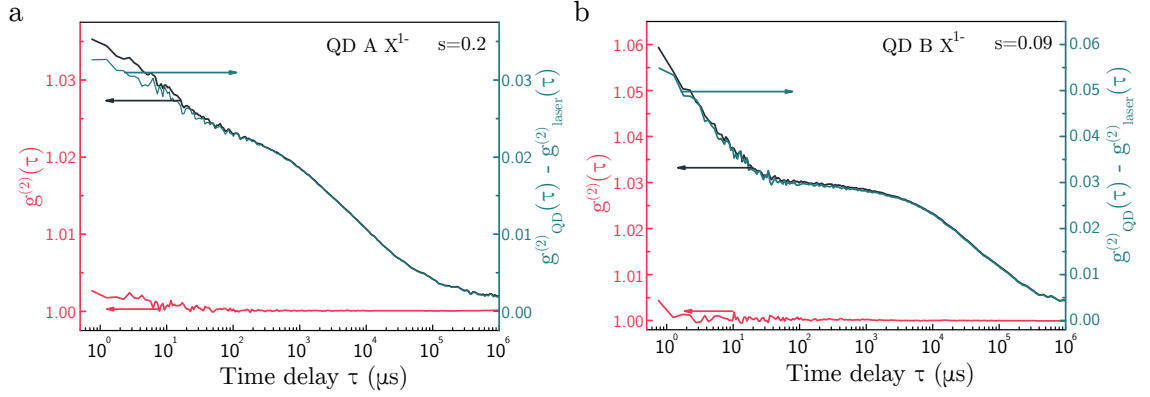 a
QD A X¹⁻ s=0.2
g⁽²⁾(τ)
1.03
1.02
1.01
1.00
0.03
0.02
0.01
0.00
g⁽²⁾QD(τ) - g⁽²⁾laser(τ)
10⁰ 10¹ 10² 10³ 10⁴ 10⁵ 10⁶
Time delay τ (μs)
b
QD B X¹⁻ s=0.09
g⁽²⁾(τ)
1.06
1.05
1.04
1.03
1.02
1.01
1.00
0.06
0.05
0.04
0.03
0.02
0.01
0.00
g⁽²⁾QD(τ) - g⁽²⁾laser(τ)
10⁰ 10¹ 10² 10³ 10⁴ 10⁵ 10⁶
Time delay τ (μs)